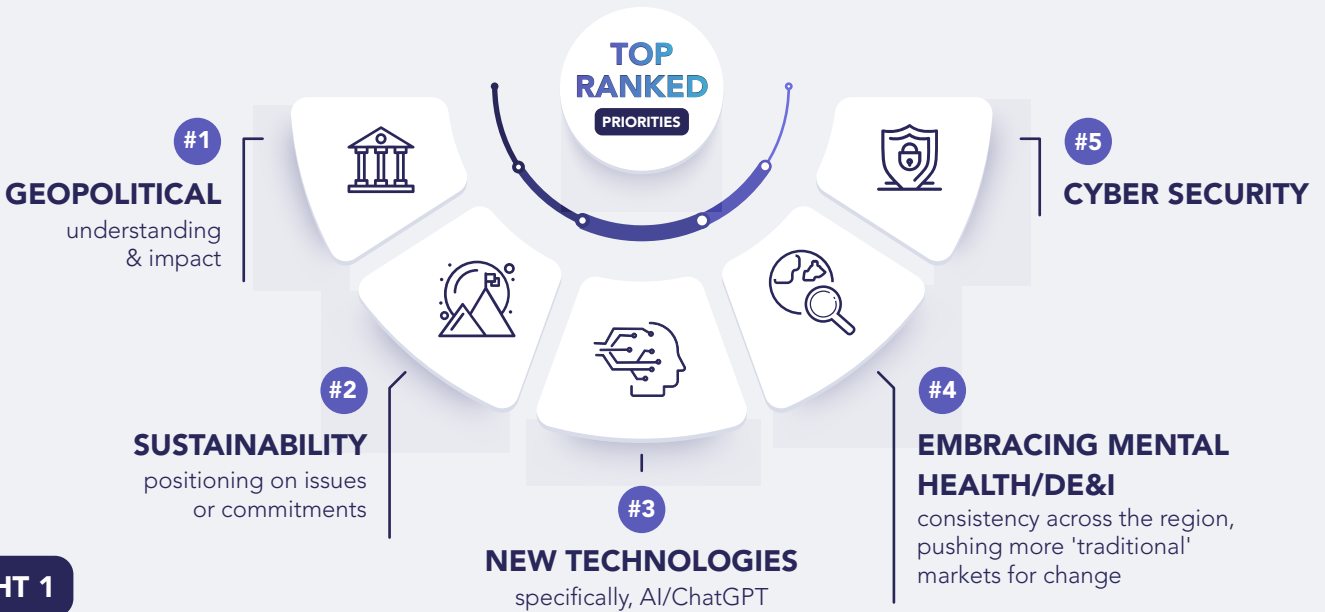 TOP
RANKED
PRIORITIES
#1
GEOPOLITICAL
understanding
& impact
#2
SUSTAINABILITY
positioning on issues
or commitments
#3
NEW TECHNOLOGIES
specifically, AI/ChatGPT
#4
EMBRACING MENTAL
HEALTH/DE&I
consistency across the region,
pushing more 'traditional'
markets for change
#5
CYBER SECURITY
HT 1